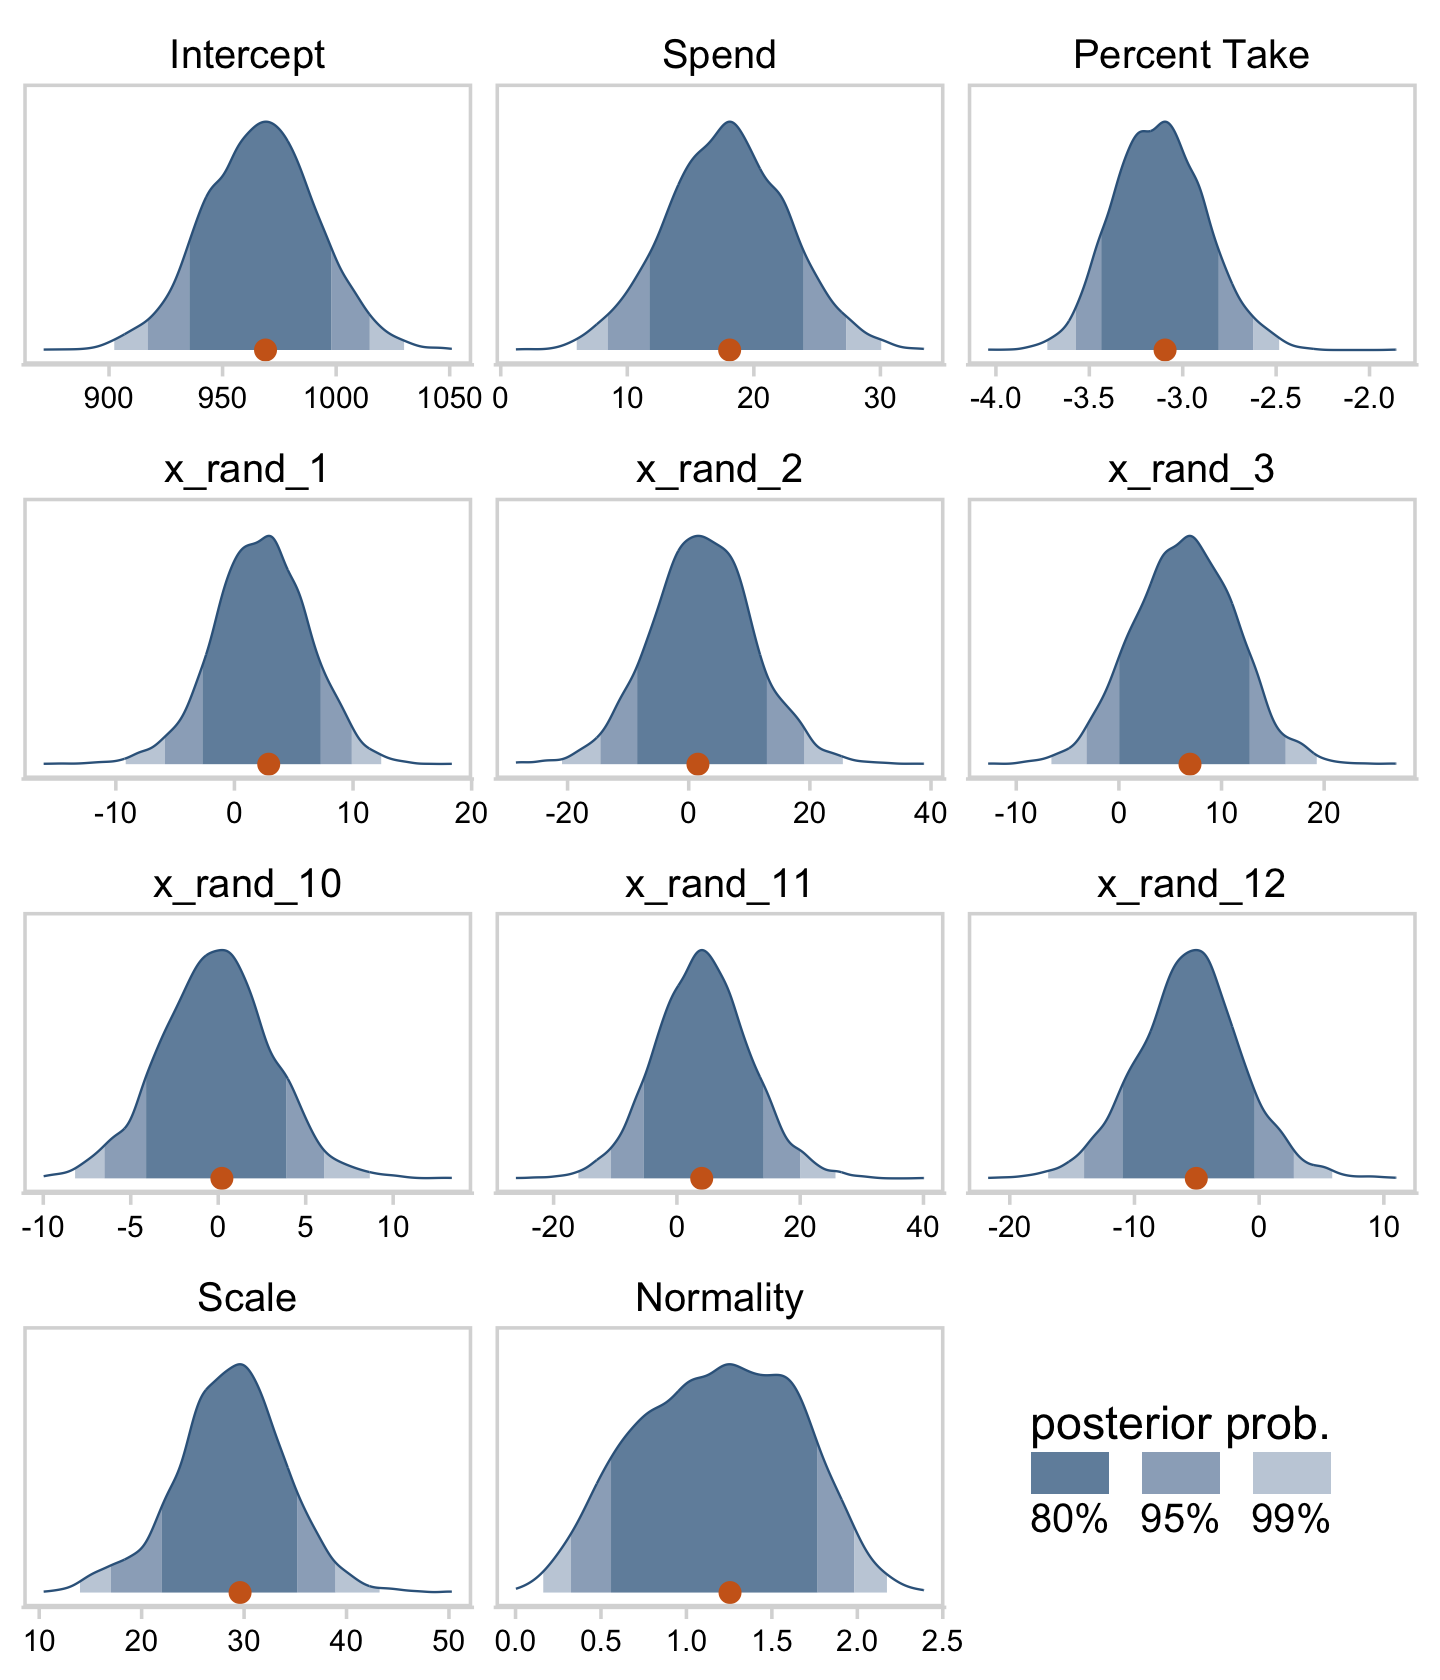 Intercept Spend Percent Take
900 950 1000 1050 0 10 20 30 -4.0 -3.5 -3.0 -2.5 -2.0
x_rand_1 x_rand_2 x_rand_3
-10 0 10 20 -20 0 20 40 -10 0 10 20
x_rand_10 x_rand_11 x_rand_12
-10 -5 0 5 10 -20 0 20 40 -20 -10 0 10
Scale Normality
posterior prob.
80% 95% 99%
10 20 30 40 50 0.0 0.5 1.0 1.5 2.0 2.5